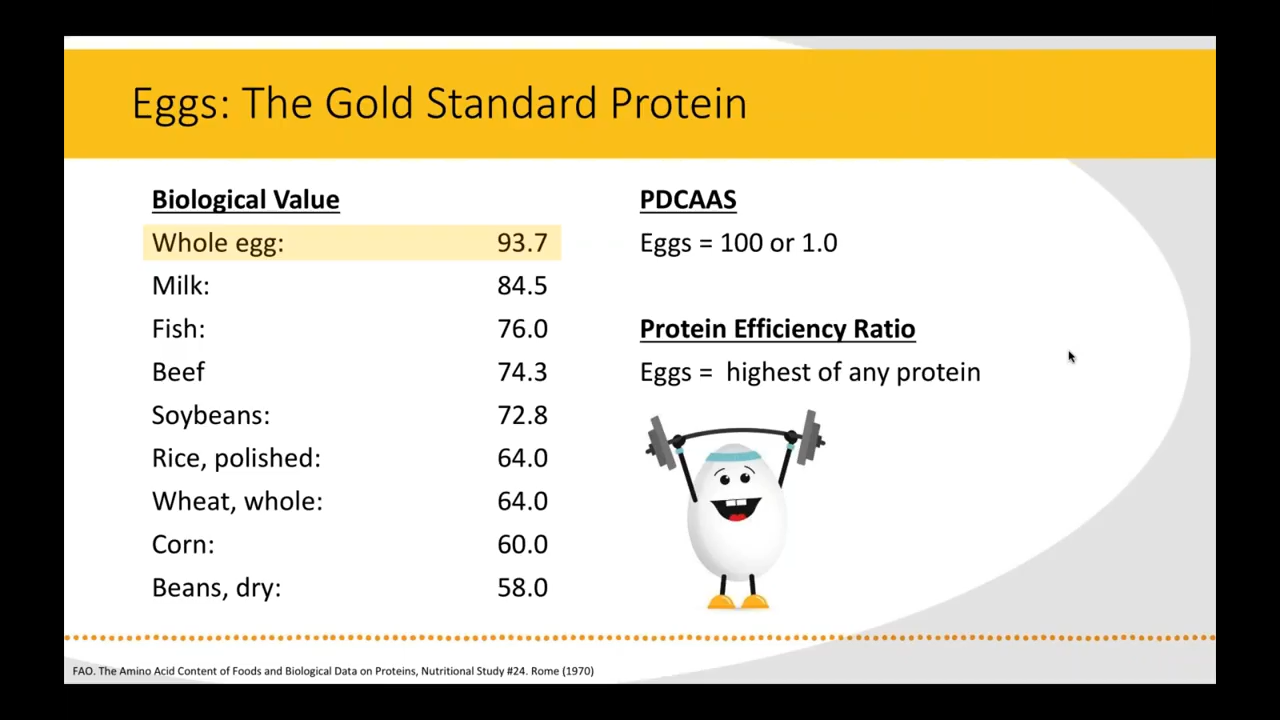 Eggs: The Gold Standard Protein
Biological Value
Whole egg: 93.7
Milk: 84.5
Fish: 76.0
Beef 74.3
Soybeans: 72.8
Rice, polished: 64.0
Wheat, whole: 64.0
Corn: 60.0
Beans, dry: 58.0
PDCAAS
Eggs = 100 or 1.0
Protein Efficiency Ratio
Eggs = highest of any protein
FAO. The Amino Acid Content of Foods and Biological Data on Proteins, Nutritional Study #24. Rome (1970)